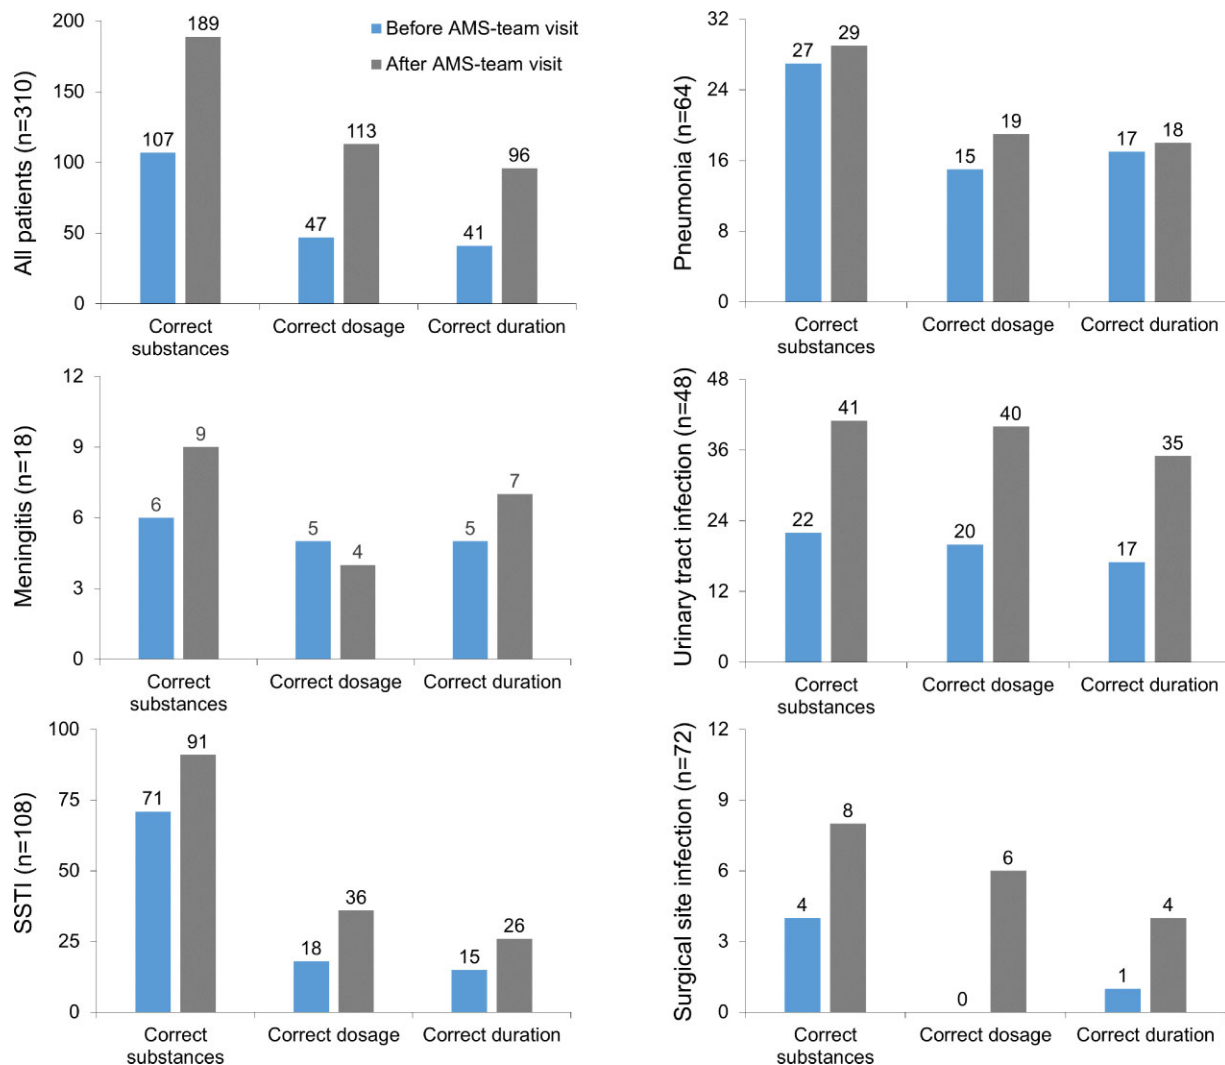 All patients (n=310)
200
150
100
50
0
107
189
47
113
41
96
Before AMS-team visit
After AMS-team visit
Correct
substances
Correct dosage
Correct duration
Pneumonia (n=64)
32
24
16
8
0
27
29
15
19
17
18
Correct
substances
Correct dosage
Correct duration
Meningitis (n=18)
12
9
6
3
0
6
9
5
4
5
7
Correct
substances
Correct dosage
Correct duration
Urinary tract infection (n=48)
48
36
24
12
0
22
41
20
40
17
35
Correct
substances
Correct dosage
Correct duration
SSTI (n=108)
100
75
50
25
0
71
91
18
36
15
26
Correct
substances
Correct dosage
Correct duration
Surgical site infection (n=72)
12
9
6
3
0
4
8
0
6
1
4
Correct
substances
Correct dosage
Correct duration